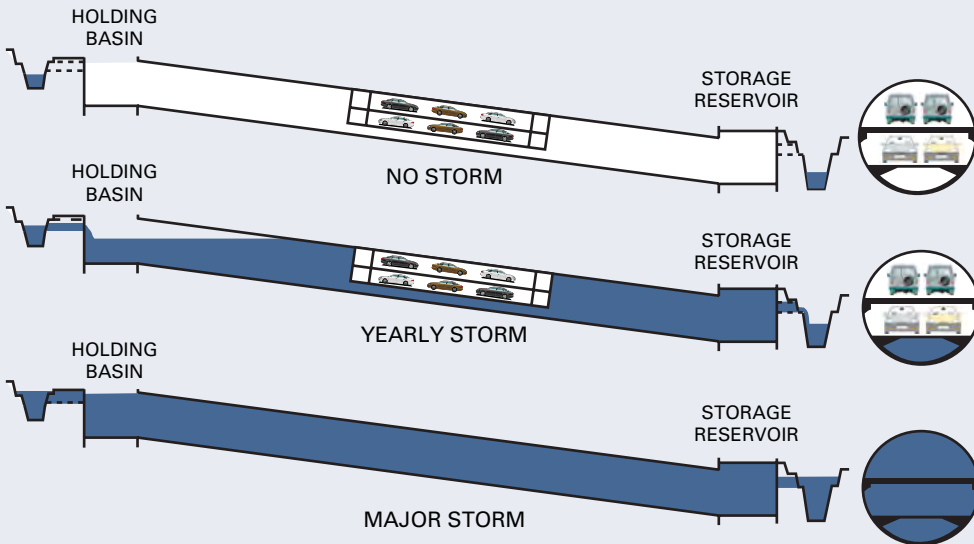 HOLDING
BASIN
STORAGE
RESERVOIR
NO STORM
HOLDING
BASIN
STORAGE
RESERVOIR
YEARLY STORM
HOLDING
BASIN
STORAGE
RESERVOIR
MAJOR STORM